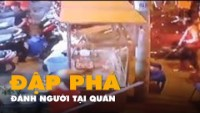 ĐẬP PHÁ
ĐÁNH NGƯỜI TẠI QUÁN